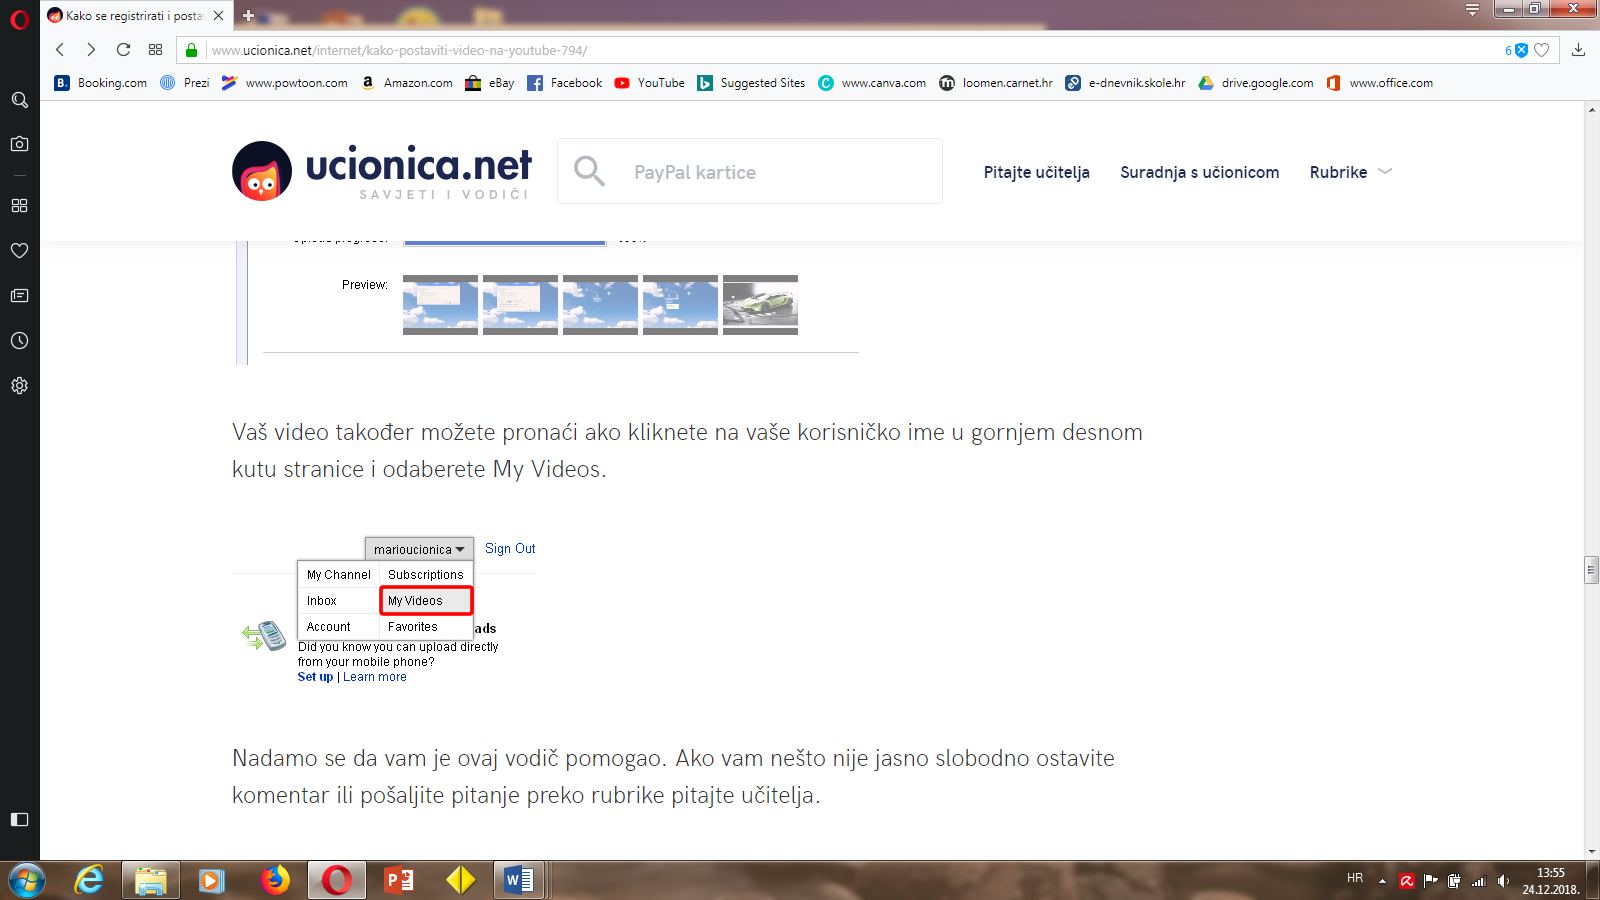 Kako se registrirati i posta
www.ucionica.net/internet/kako-postaviti-video-na-youtube-794/
6
Booking.com Prezi www.powtoon.com Amazon.com eBay Facebook YouTube Suggested Sites www.canva.com loomen.carnet.hr e-dnevnik.skole.hr drive.google.com www.office.com
ucionica.net
SAVJETI I VODIČI
PayPal kartice
Pitajte učitelja Suradnja s učionicom Rubrike
Preview:
Vaš video također možete pronaći ako kliknete na vaše korisničko ime u gornjem desnom
kutu stranice i odaberete My Videos.
marioucionica Sign Out
My Channel Subscriptions
Inbox My Videos
Account Favorites
ads
Did you know you can upload directly
from your mobile phone?
Set up | Learn more
Nadamo se da vam je ovaj vodič pomogao. Ako vam nešto nije jasno slobodno ostavite
komentar ili pošaljite pitanje preko rubrike pitajte učitelja.
HR
13:55
24.12.2018.